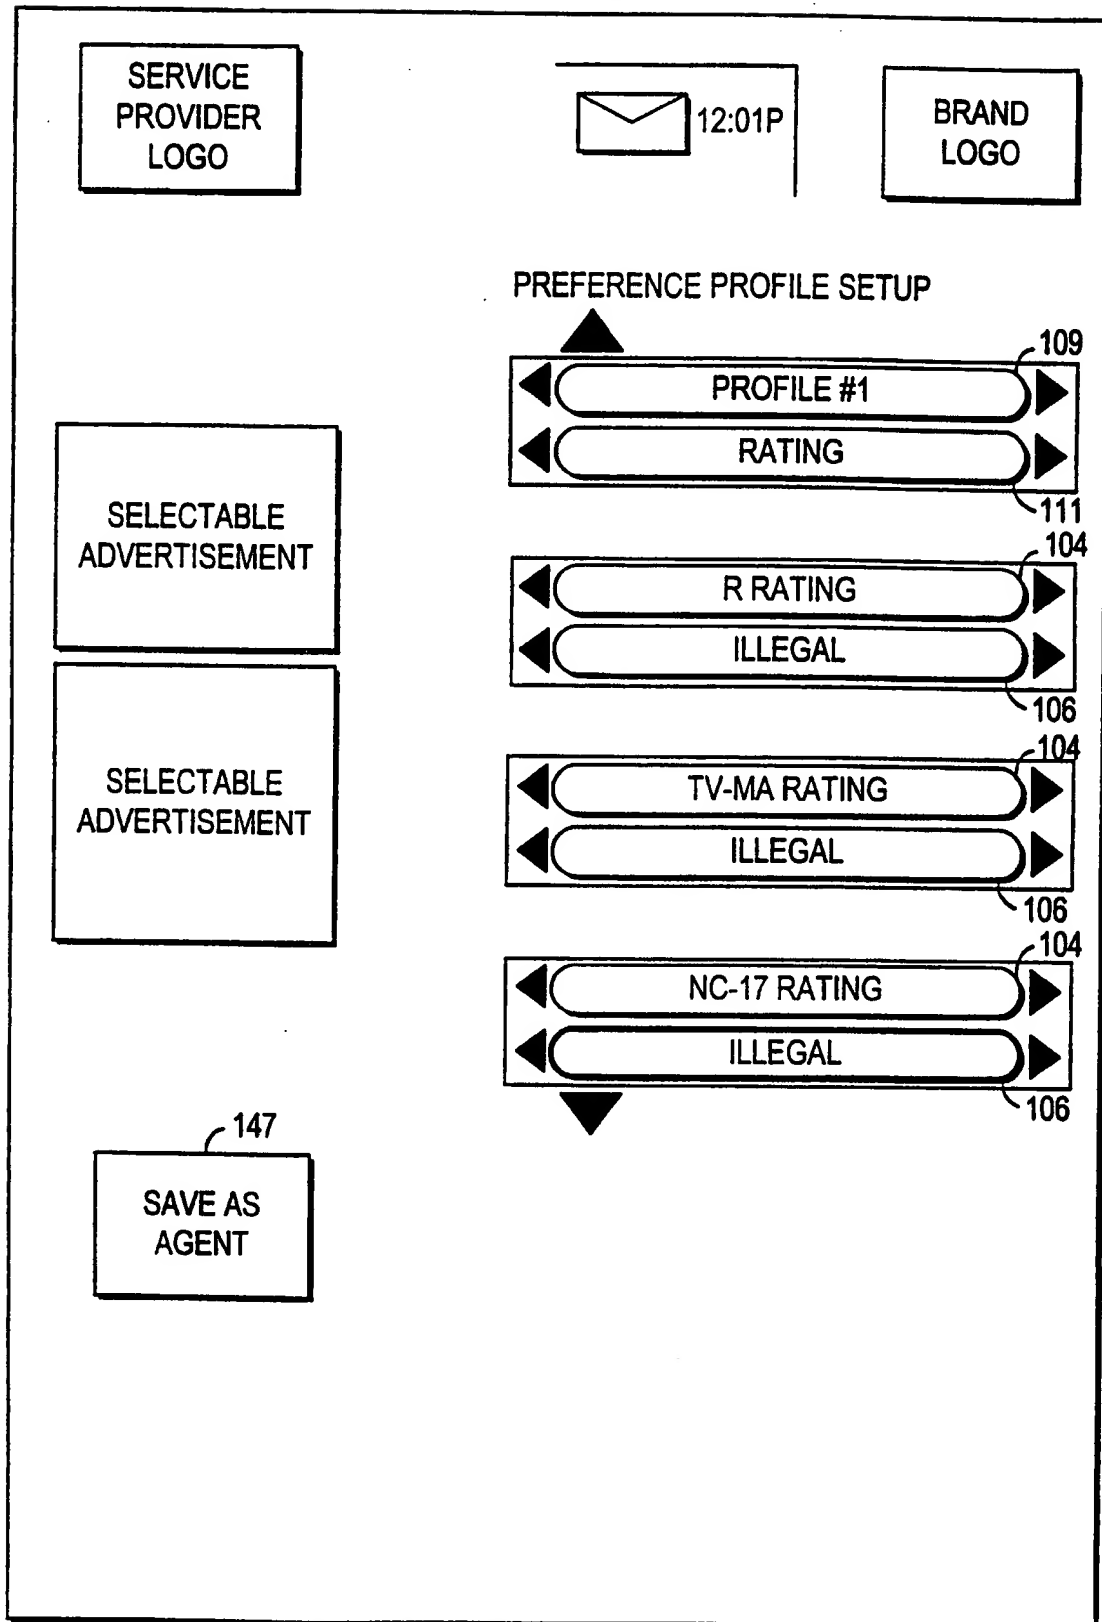 SERVICE
PROVIDER
LOGO
12:01P
BRAND
LOGO
PREFERENCE PROFILE SETUP
109
PROFILE #1
RATING
111
SELECTABLE
ADVERTISEMENT
104
R RATING
ILLEGAL
106
SELECTABLE
ADVERTISEMENT
104
TV-MA RATING
ILLEGAL
106
104
NC-17 RATING
ILLEGAL
106
147
SAVE AS
AGENT